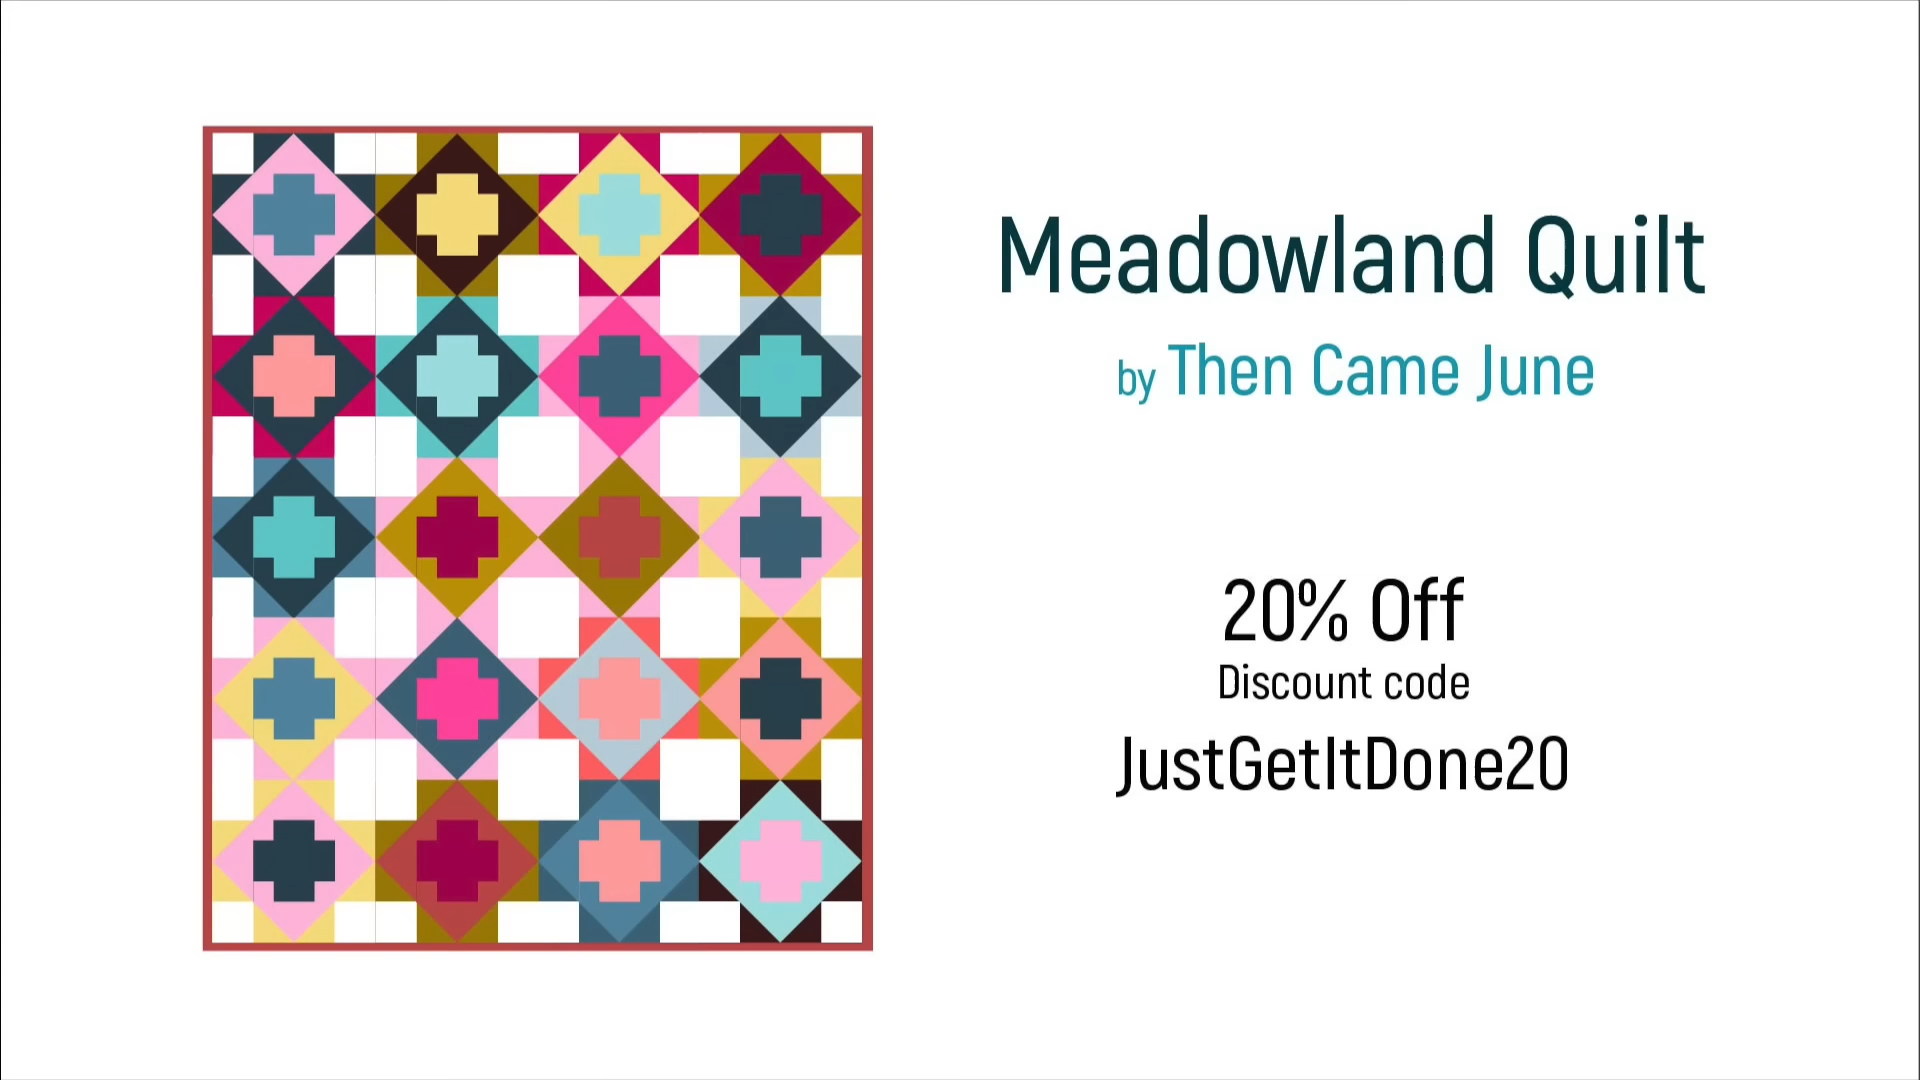 Meadowland Quilt
by Then Came June
20% Off
Discount code
JustGetItDone20